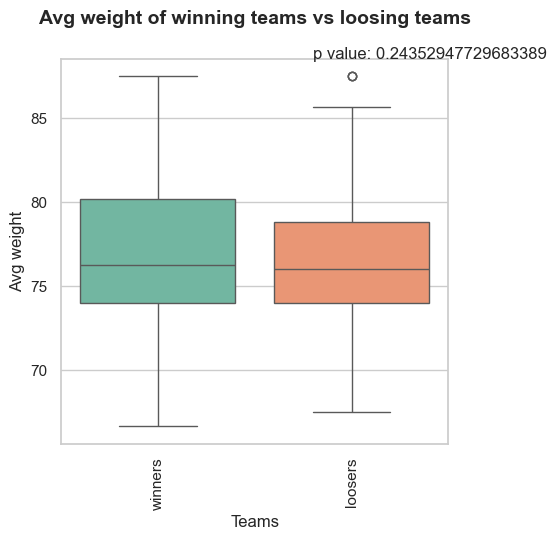 Avg weight of winning teams vs loosing teams
p value: 0.24352947729683389
85
80
75
70
Avg weight
winners
loosers
Teams